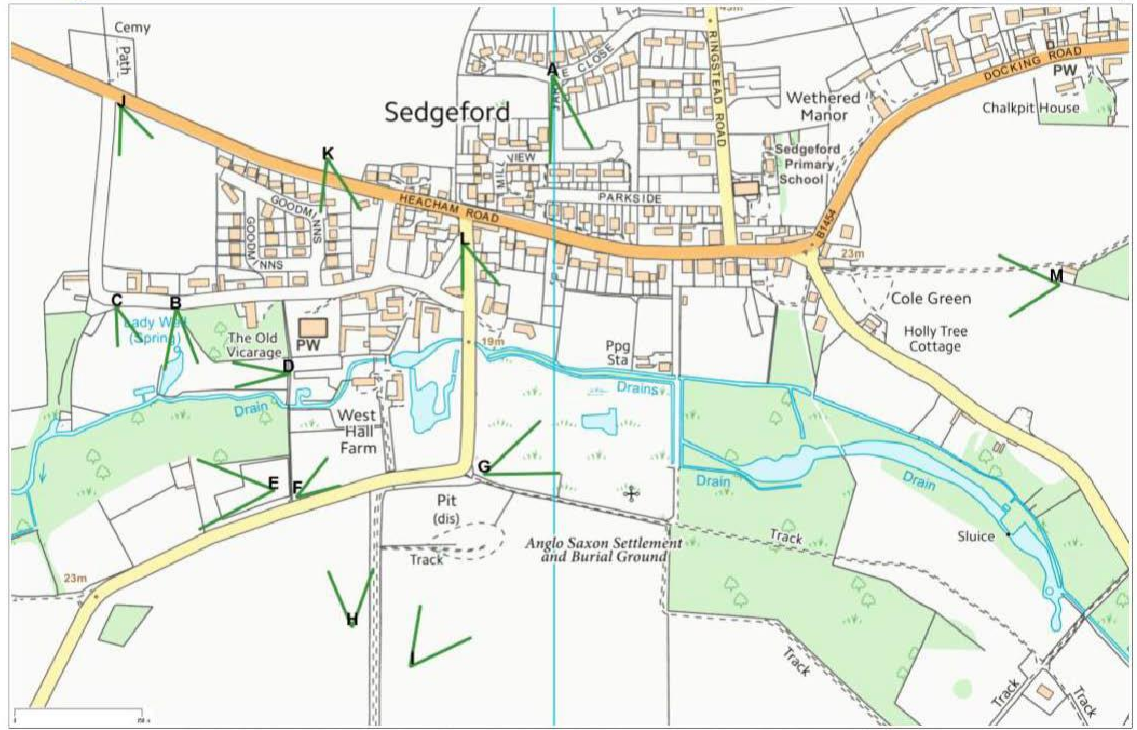 Cemy
Path
J
Sedgeford
A
E CLOSE
RINGSTEAD ROAD
DOCKING ROAD
PW
Wethered
Manor
Chalkpit House
Sedgeford
Primary
School
K
MILL
VIEW
PARKSIDE
GOODMINNS
HEACHAM ROAD
GOODMINNS
B1454
23m
L
M
C
B
Lady Well
(Spring)
The Old
Vicarage
PW
D
19m
Ppg
Sta
Cole Green
Holly Tree
Cottage
Drain
Drains
West
Hall
Farm
E
F
G
Drain
Drain
Pit
(dis)
Track
Anglo Saxon Settlement
and Burial Ground
Track
Sluice
23m
H
I
Track
Track
Track